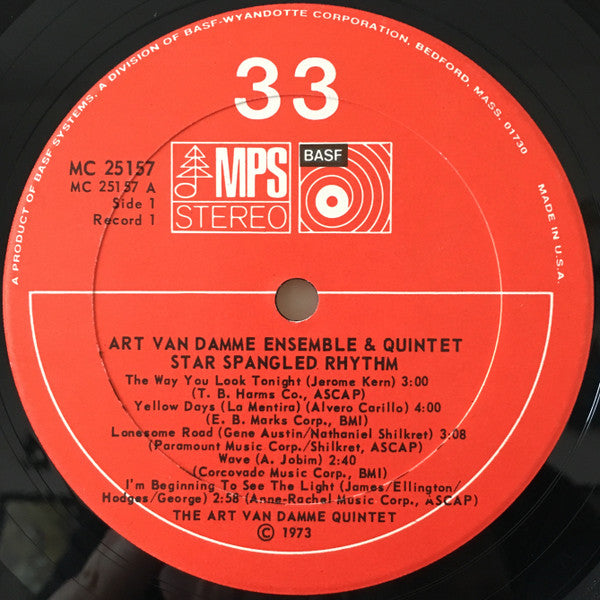 A PRODUCT OF BASF SYSTEMS, A DIVISION OF BASF-WYANDOTTE CORPORATION, BEDFORD, MASS. 01730
MADE IN U.S.A.
33
MC 25157
MC 25157 A
Side 1
Record 1
MPS
STEREO
BASF
ART VAN DAMME ENSEMBLE & QUINTET
STAR SPANGLED RHYTHM
The Way You Look Tonight (Jerome Kern) 3:00
(T. B. Harms Co., ASCAP)
Yellow Days (La Mentira) (Alvero Carillo) 4:00
(E. B. Marks Corp., BMI)
Lonesome Road (Gene Austin/Nathaniel Shilkret) 3:08
(Paramount Music Corp./Shilkret, ASCAP)
Wave (A. Jobim) 2:40
(Corcovado Music Corp., BMI)
I'm Beginning To See The Light (James/Ellington/
Hodges/George) 2:58 (Anne-Rachel Music Corp., ASCAP)
THE ART VAN DAMME QUINTET
© 1973